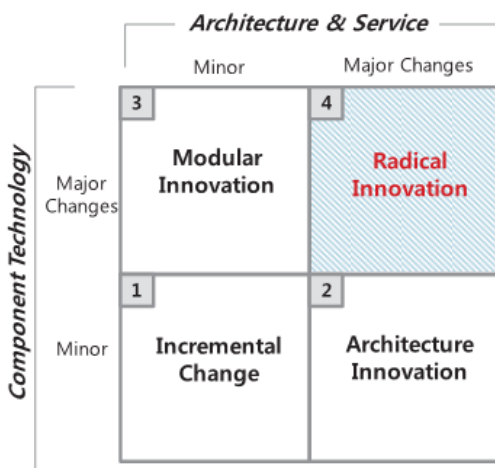 Architecture & Service
Minor
Major Changes
Component Technology
Major
Changes
3
Modular
Innovation
4
Radical
Innovation
Minor
1
Incremental
Change
2
Architecture
Innovation